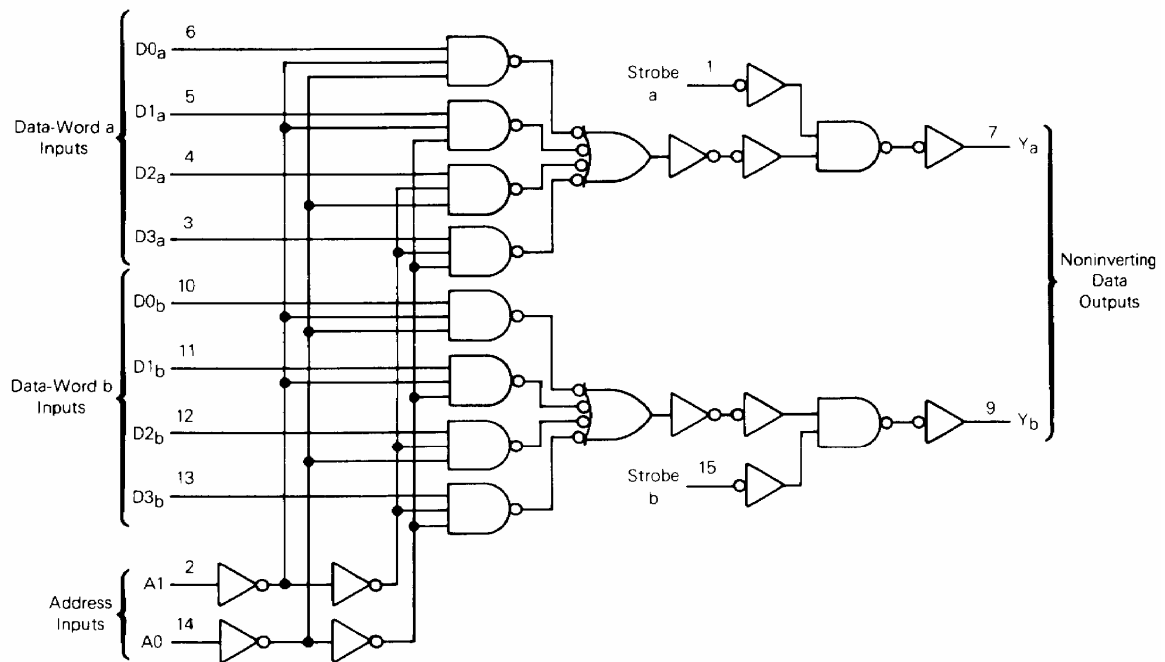 D0a 6
D1a 5
D2a 4
D3a 3
Data-Word a
Inputs
D0b 10
D1b 11
D2b 12
D3b 13
Data-Word b
Inputs
A1 2
A0 14
Address
Inputs
Strobe
a
1
7 Ya
Noninverting
Data
Outputs
9 Yb
Strobe
b
15